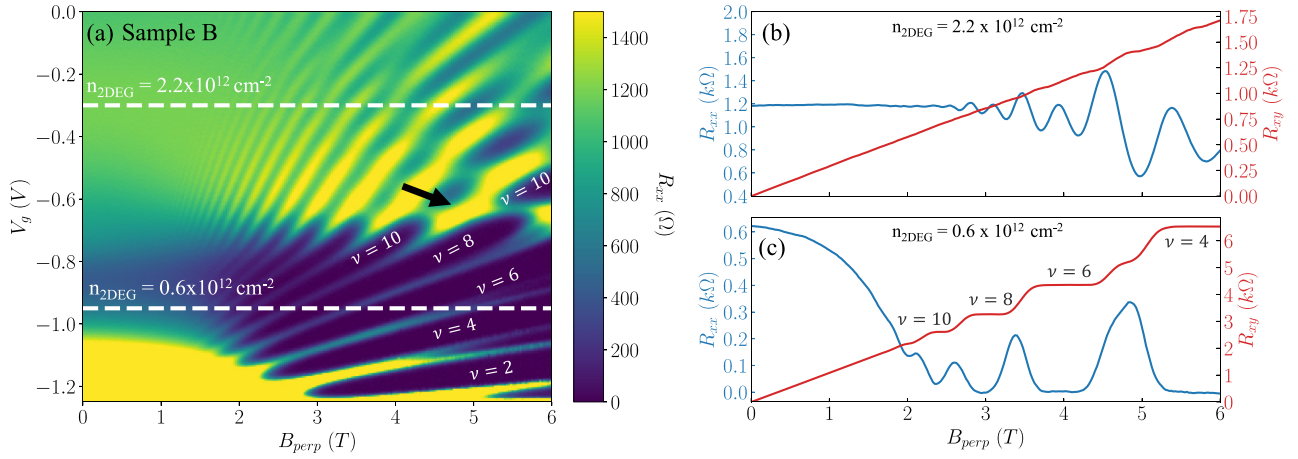 (a) Sample B
n2DEG = 2.2x10^12 cm^-2
n2DEG = 0.6x10^12 cm^-2
ν = 10
ν = 10
ν = 8
ν = 6
ν = 4
ν = 2
0.0
−0.2
−0.4
−0.6
−0.8
−1.0
−1.2
Vg (V)
0 1 2 3 4 5 6
Bperp (T)
1400
1200
1000
800
600
400
200
0
Rxx (Ω)
(b)
n2DEG = 2.2 x 10^12 cm^-2
2.0
1.8
1.6
1.4
1.2
1.0
0.8
0.6
0.4
Rxx (kΩ)
1.75
1.50
1.25
1.00
0.75
0.50
0.25
0.00
Rxy (kΩ)
(c)
n2DEG = 0.6 x 10^12 cm^-2
ν = 10
ν = 8
ν = 6
ν = 4
0.6
0.5
0.4
0.3
0.2
0.1
0.0
Rxx (kΩ)
6
5
4
3
2
1
0
Rxy (kΩ)
0 1 2 3 4 5 6
Bperp (T)